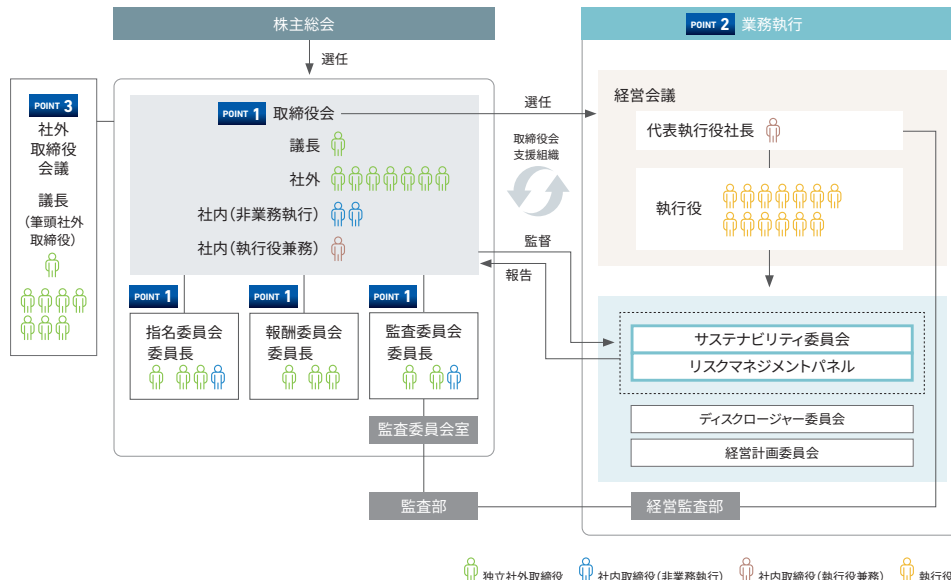 株主総会
選任
POINT 3
社外
取締役
会議
議長
(筆頭社外
取締役)
POINT 1 取締役会
議長
社外
社内(非業務執行)
社内(執行役兼務)
POINT 1
指名委員会
委員長
POINT 1
報酬委員会
委員長
POINT 1
監査委員会
委員長
監査委員会室
監査部
選任
取締役会
支援組織
監督
報告
POINT 2 業務執行
経営会議
代表執行役社長
執行役
サステナビリティ委員会
リスクマネジメントパネル
ディスクロージャー委員会
経営計画委員会
経営監査部
独立社外取締役 社内取締役(非業務執行) 社内取締役(執行役兼務) 執行役